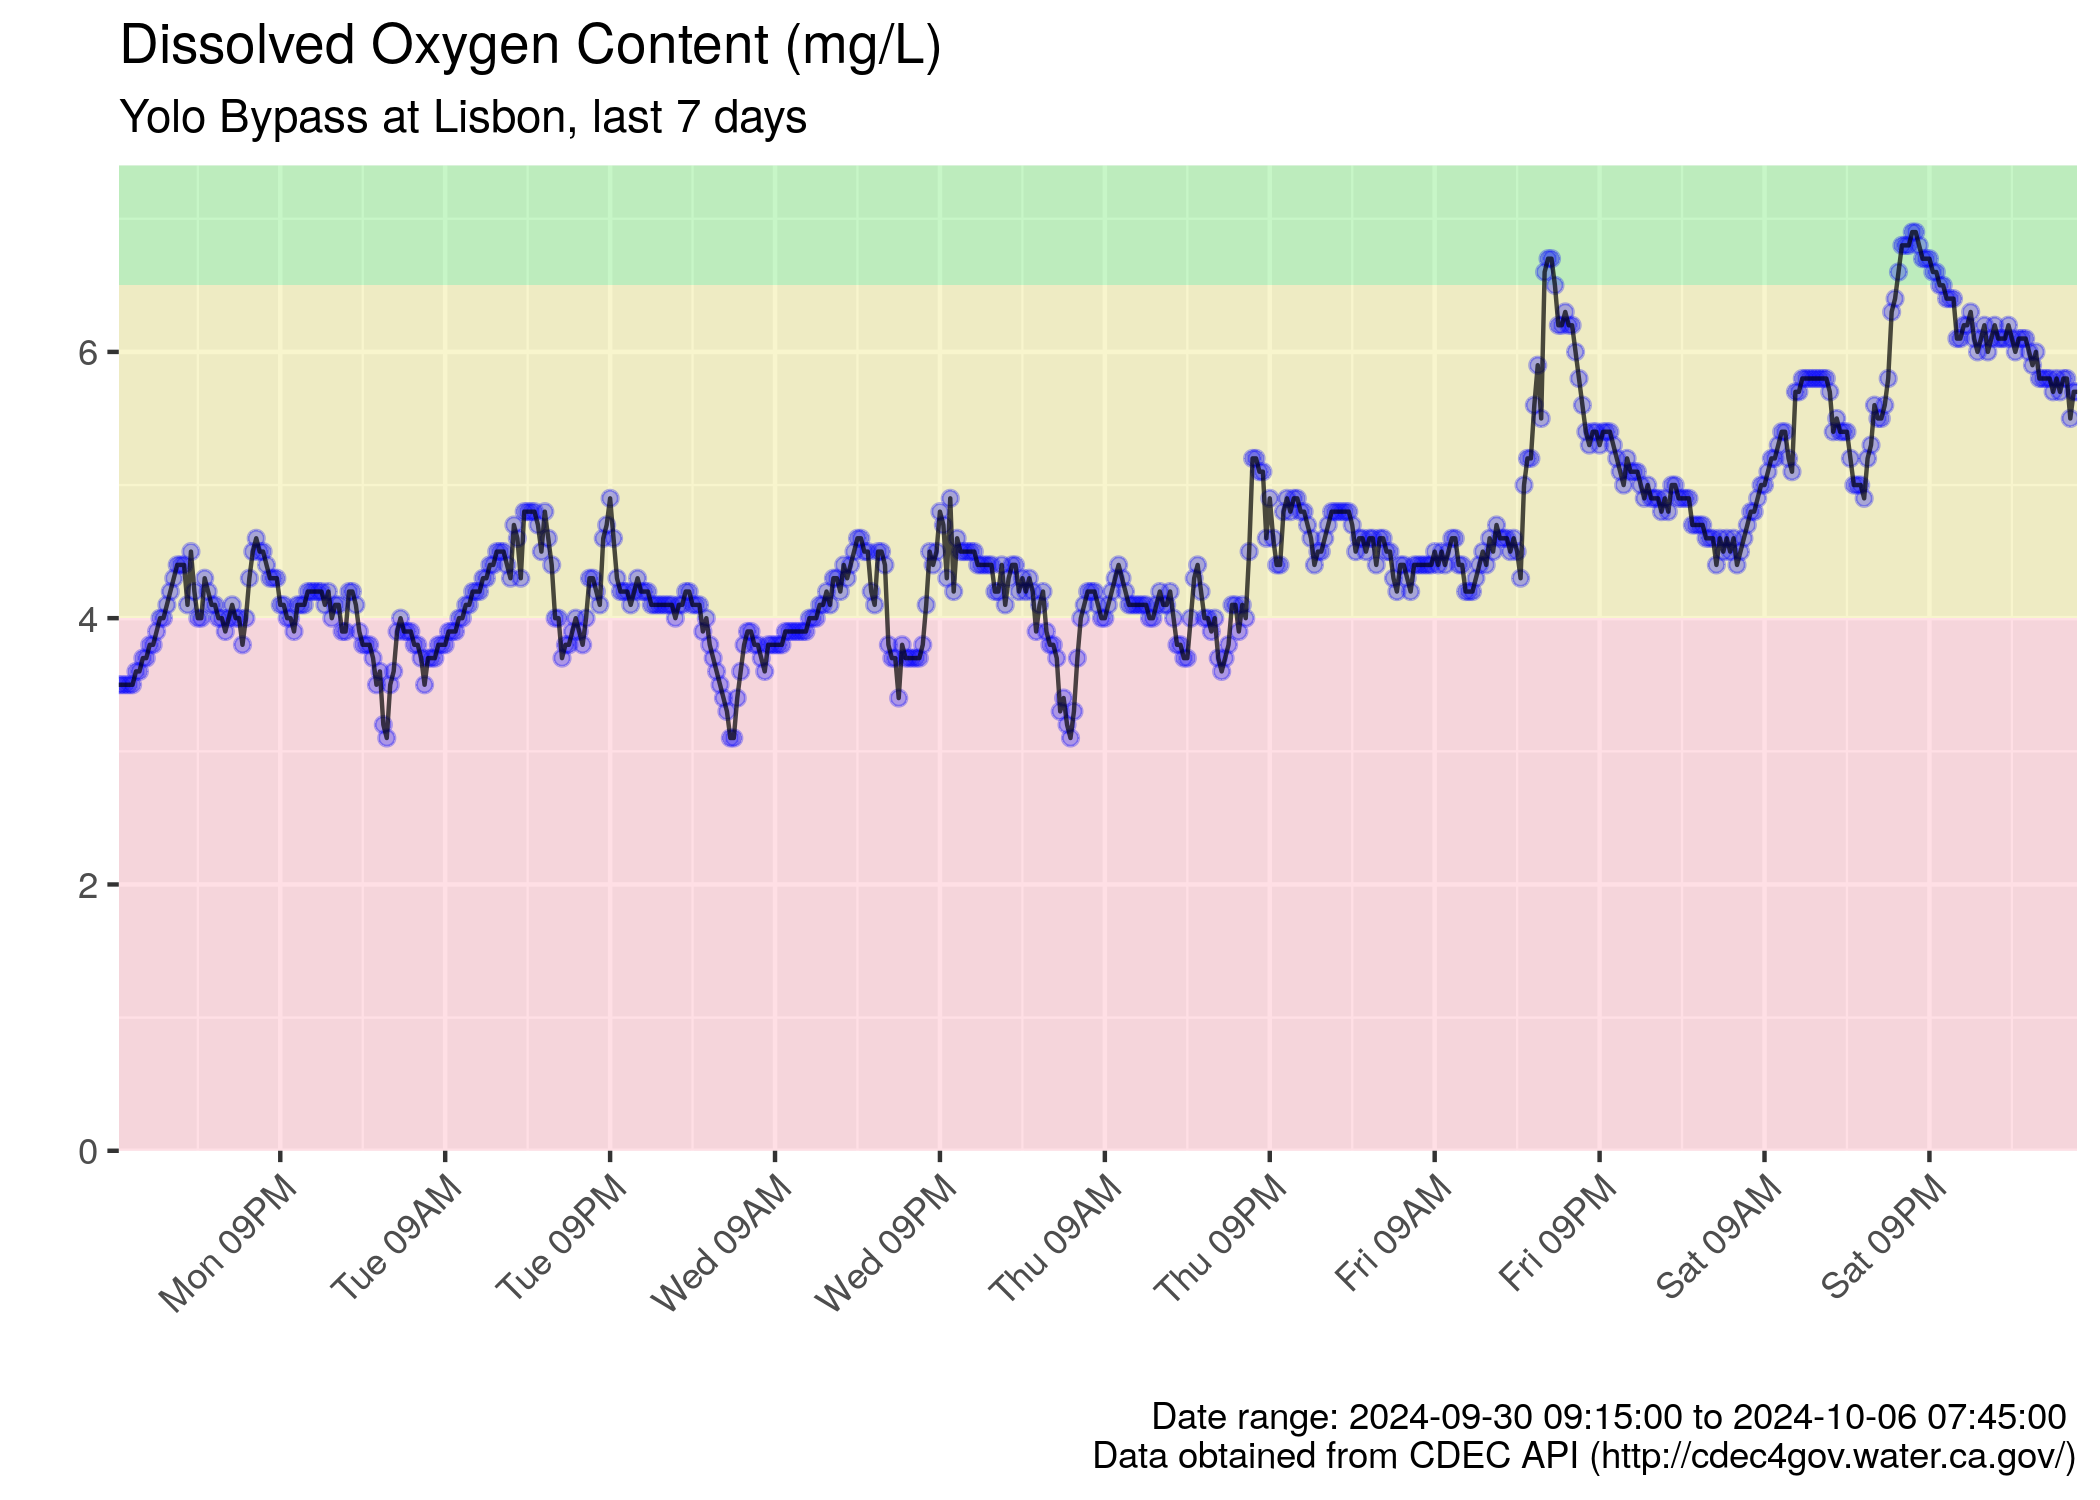 Dissolved Oxygen Content (mg/L)
Yolo Bypass at Lisbon, last 7 days
6
4
2
0
Mon 09PM
Tue 09AM
Tue 09PM
Wed 09AM
Wed 09PM
Thu 09AM
Thu 09PM
Fri 09AM
Fri 09PM
Sat 09AM
Sat 09PM
Date range: 2024-09-30 09:15:00 to 2024-10-06 07:45:00
Data obtained from CDEC API (http://cdec4gov.water.ca.gov/)